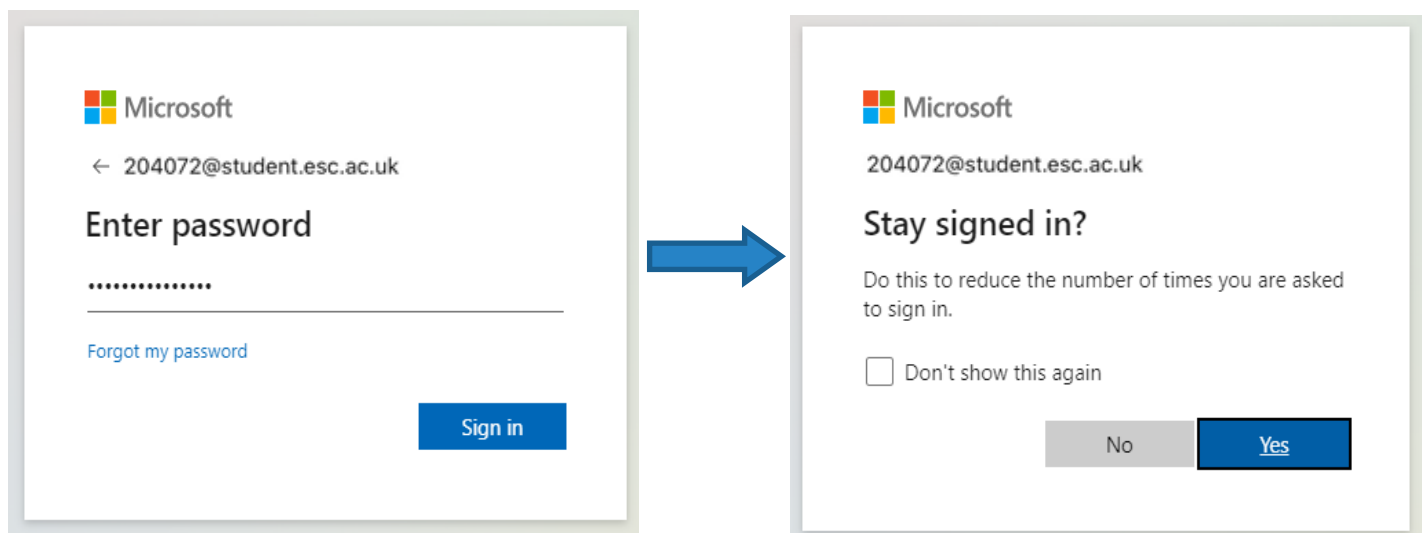 Microsoft
← 204072@student.esc.ac.uk
Enter password
•••••••••••••••
Forgot my password
Sign in
Microsoft
204072@student.esc.ac.uk
Stay signed in?
Do this to reduce the number of times you are asked
to sign in.
Don't show this again
No
Yes